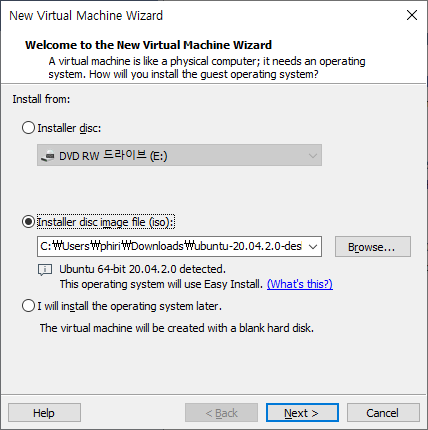 New Virtual Machine Wizard
Welcome to the New Virtual Machine Wizard
A virtual machine is like a physical computer; it needs an operating
system. How will you install the guest operating system?
Install from:
Installer disc:
DVD RW 드라이브 (E:)
Installer disc image file (iso):
C:₩Users₩phiri₩Downloads₩ubuntu-20.04.2.0-des
Browse...
Ubuntu 64-bit 20.04.2.0 detected.
This operating system will use Easy Install. (What's this?)
I will install the operating system later.
The virtual machine will be created with a blank hard disk.
Help
< Back
Next >
Cancel